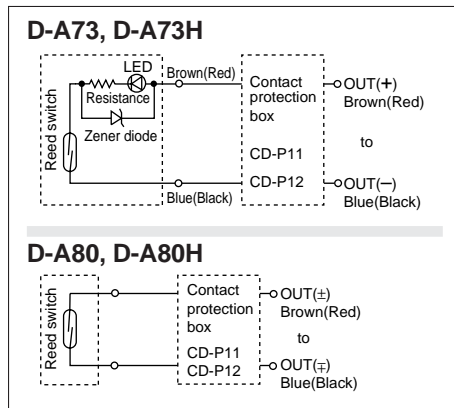 D-A73, D-A73H
LED
Brown(Red)
Resistance
Zener diode
Reed switch
Blue(Black)
Contact
protection
box
CD-P11
CD-P12
OUT(+)
Brown(Red)
to
OUT(−)
Blue(Black)
D-A80, D-A80H
Reed switch
Contact
protection
box
CD-P11
CD-P12
OUT(±)
Brown(Red)
to
OUT(∓)
Blue(Black)